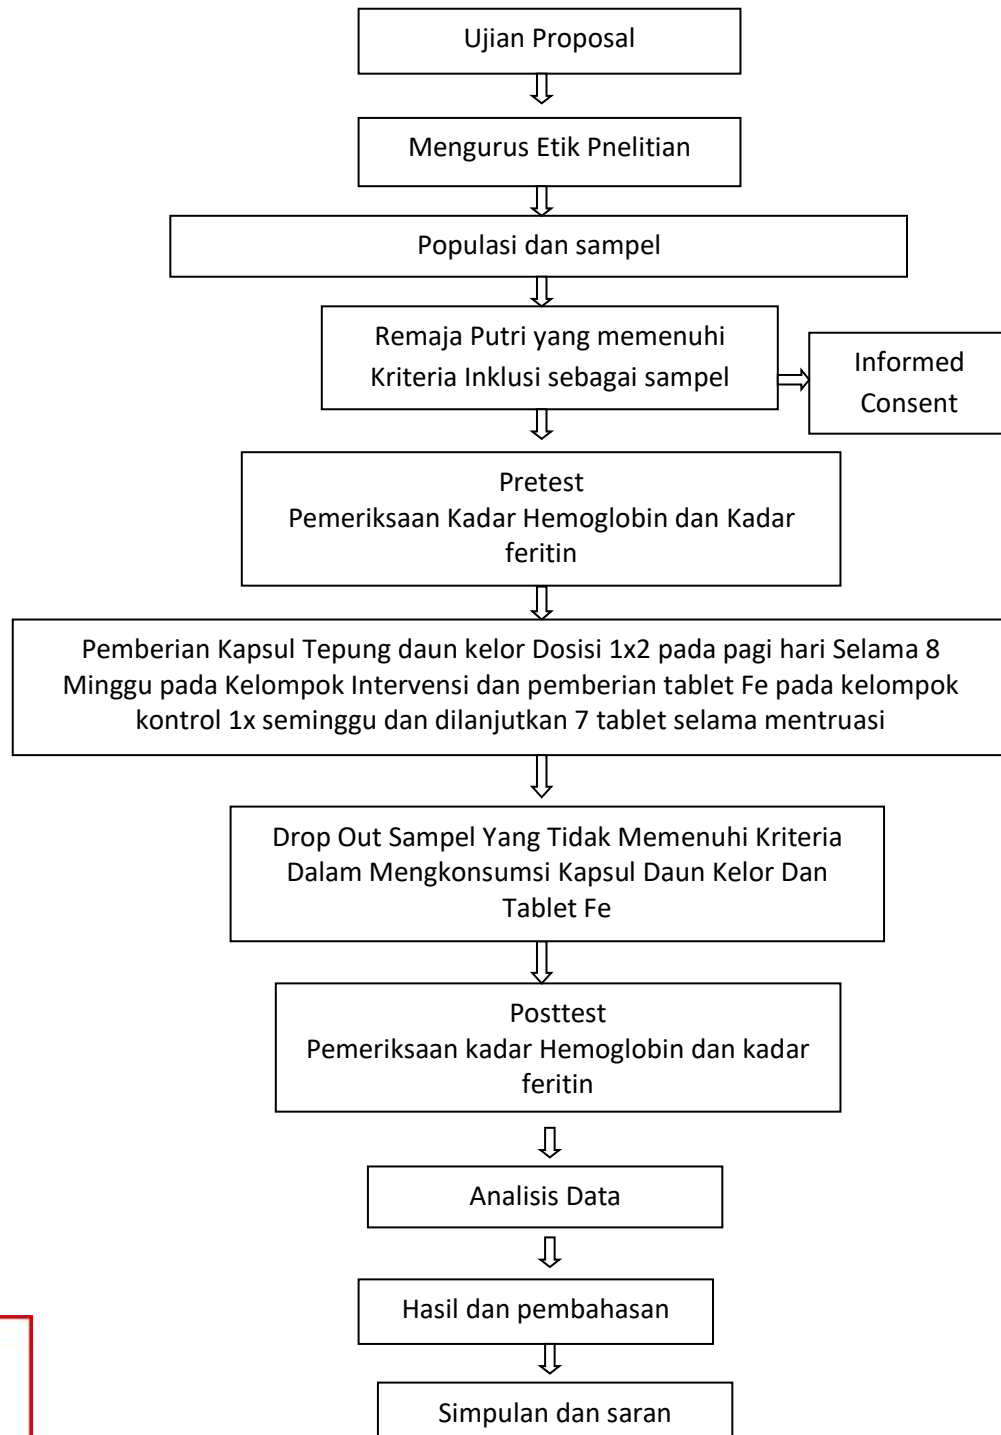 Ujian Proposal
Mengurus Etik Pnelitian
Populasi dan sampel
Remaja Putri yang memenuhi
Kriteria Inklusi sebagai sampel
Informed
Consent
Pretest
Pemeriksaan Kadar Hemoglobin dan Kadar
feritin
Pemberian Kapsul Tepung daun kelor Dosisi 1x2 pada pagi hari Selama 8
Minggu pada Kelompok Intervensi dan pemberian tablet Fe pada kelompok
kontrol 1x seminggu dan dilanjutkan 7 tablet selama mentruasi
Drop Out Sampel Yang Tidak Memenuhi Kriteria
Dalam Mengkonsumsi Kapsul Daun Kelor Dan
Tablet Fe
Posttest
Pemeriksaan kadar Hemoglobin dan kadar
feritin
Analisis Data
Hasil dan pembahasan
Simpulan dan saran